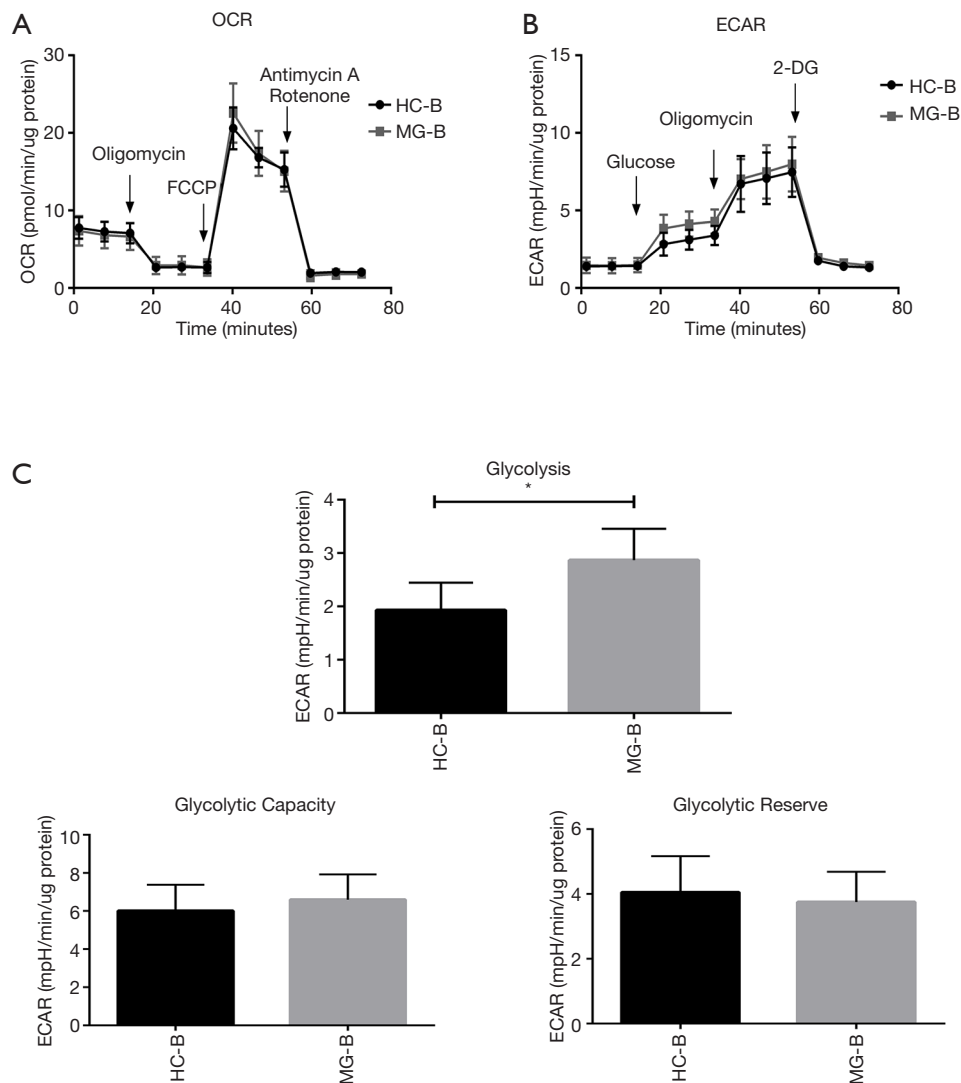 A
OCR
OCR (pmol/min/ug protein)
30
20
10
0
0 20 40 60 80
Time (minutes)
Oligomycin
FCCP
Antimycin A
Rotenone
HC-B
MG-B
B
ECAR
ECAR (mpH/min/ug protein)
15
10
5
0
0 20 40 60 80
Time (minutes)
Glucose
Oligomycin
2-DG
HC-B
MG-B
C
Glycolysis
*
ECAR (mpH/min/ug protein)
4
3
2
1
0
HC-B
MG-B
Glycolytic Capacity
ECAR (mpH/min/ug protein)
10
8
6
4
2
0
HC-B
MG-B
Glycolytic Reserve
ECAR (mpH/min/ug protein)
6
4
2
0
HC-B
MG-B